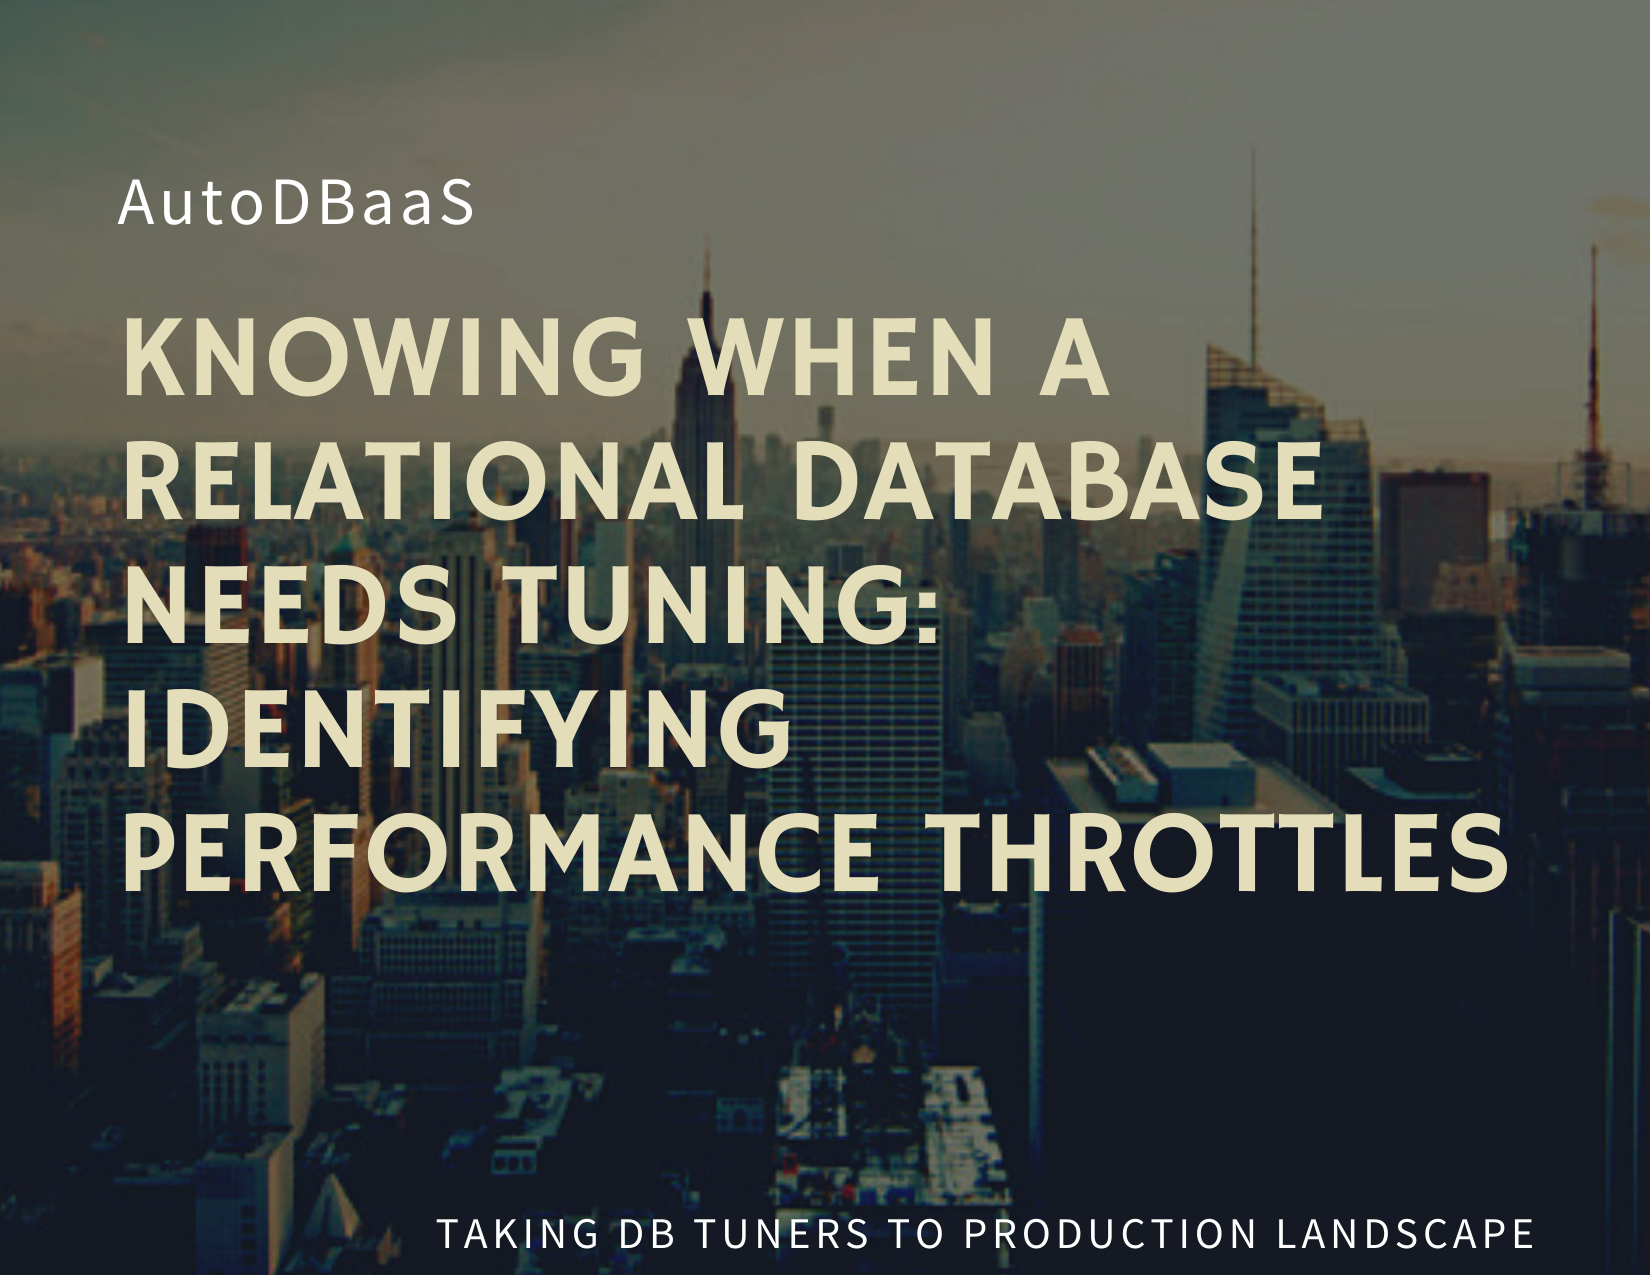 AutoDBaaS
KNOWING WHEN A
RELATIONAL DATABASE
NEEDS TUNING:
IDENTIFYING
PERFORMANCE THROTTLES
TAKING DB TUNERS TO PRODUCTION LANDSCAPE